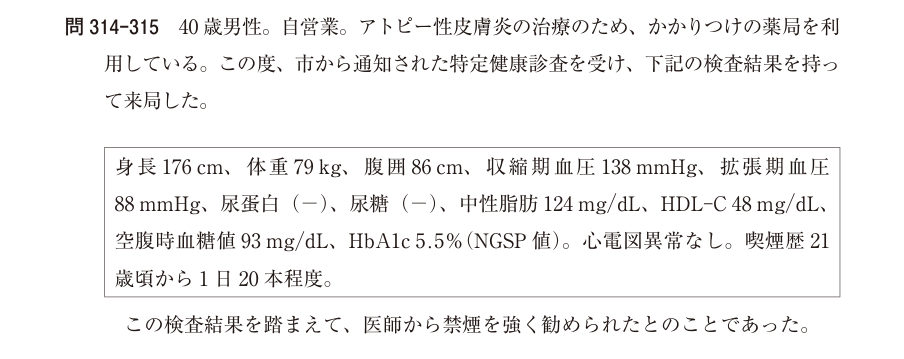 問 314-315 40 歳男性。自営業。アトピー性皮膚炎の治療のため、かかりつけの薬局を利
用している。この度、市から通知された特定健康診査を受け、下記の検査結果を持っ
て来局した。
身長 176 cm、体重 79 kg、腹囲 86 cm、収縮期血圧 138 mmHg、拡張期血圧
88 mmHg、尿蛋白（－）、尿糖（－）、中性脂肪 124 mg/dL、HDL-C 48 mg/dL、
空腹時血糖値 93 mg/dL、HbA1c 5.5％(NGSP 値)。心電図異常なし。喫煙歴 21
歳頃から 1 日 20 本程度。
この検査結果を踏まえて、医師から禁煙を強く勧められたとのことであった。